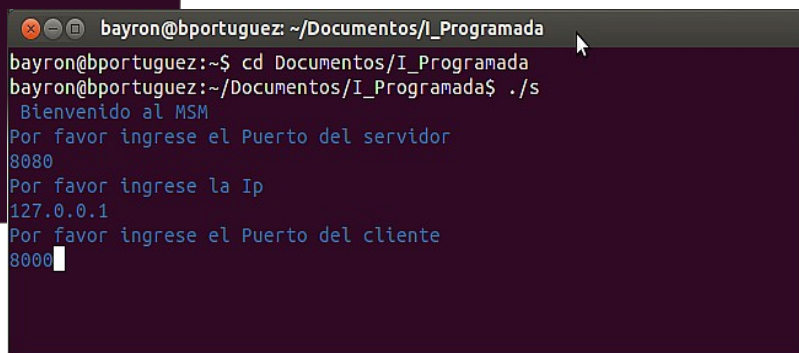 bayron@bportuguez: ~/Documentos/I_Programada
bayron@bportuguez:~$ cd Documentos/I_Programada
bayron@bportuguez:~/Documentos/I_Programada$ ./s
Bienvenido al MSM
Por favor ingrese el Puerto del servidor
8080
Por favor ingrese la Ip
127.0.0.1
Por favor ingrese el Puerto del cliente
8000